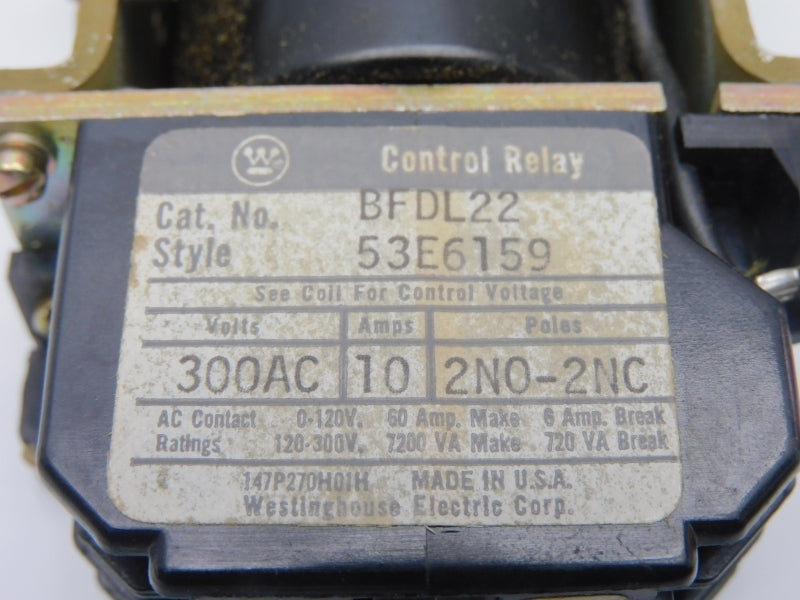 W Control Relay
Cat. No. BFDL22
Style 53E6159
See Coil For Control Voltage
Volts Amps Poles
300AC 10 2NO-2NC
AC Contact 0-120V, 60 Amp. Make 6 Amp. Break
Ratings 120-300V, 7200 VA Make 720 VA Break
147P270H01H MADE IN U.S.A.
Westinghouse Electric Corp.